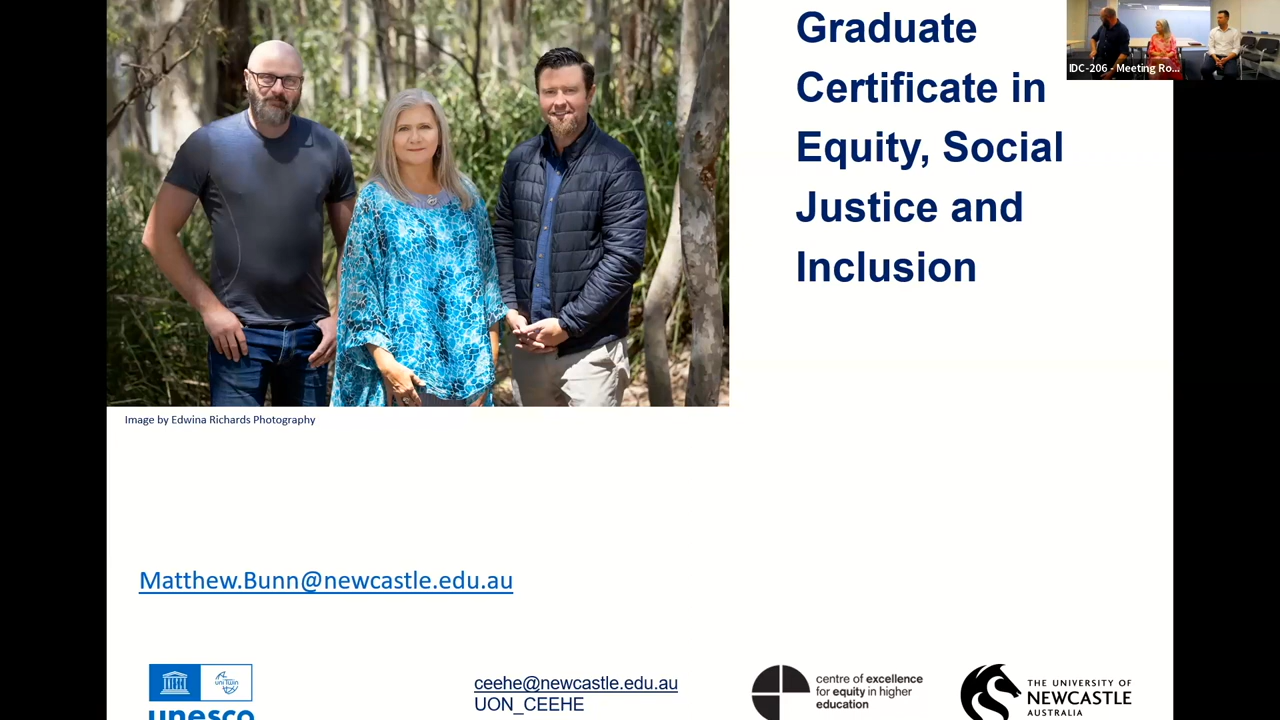 Graduate
Certificate in
Equity, Social
Justice and
Inclusion
IDC-206 - Meeting Ro...
Image by Edwina Richards Photography
Matthew.Bunn@newcastle.edu.au
uni twin
unesco
ceehe@newcastle.edu.au
UON_CEEHE
centre of excellence
for equity in higher
education
THE UNIVERSITY OF
NEWCASTLE
AUSTRALIA